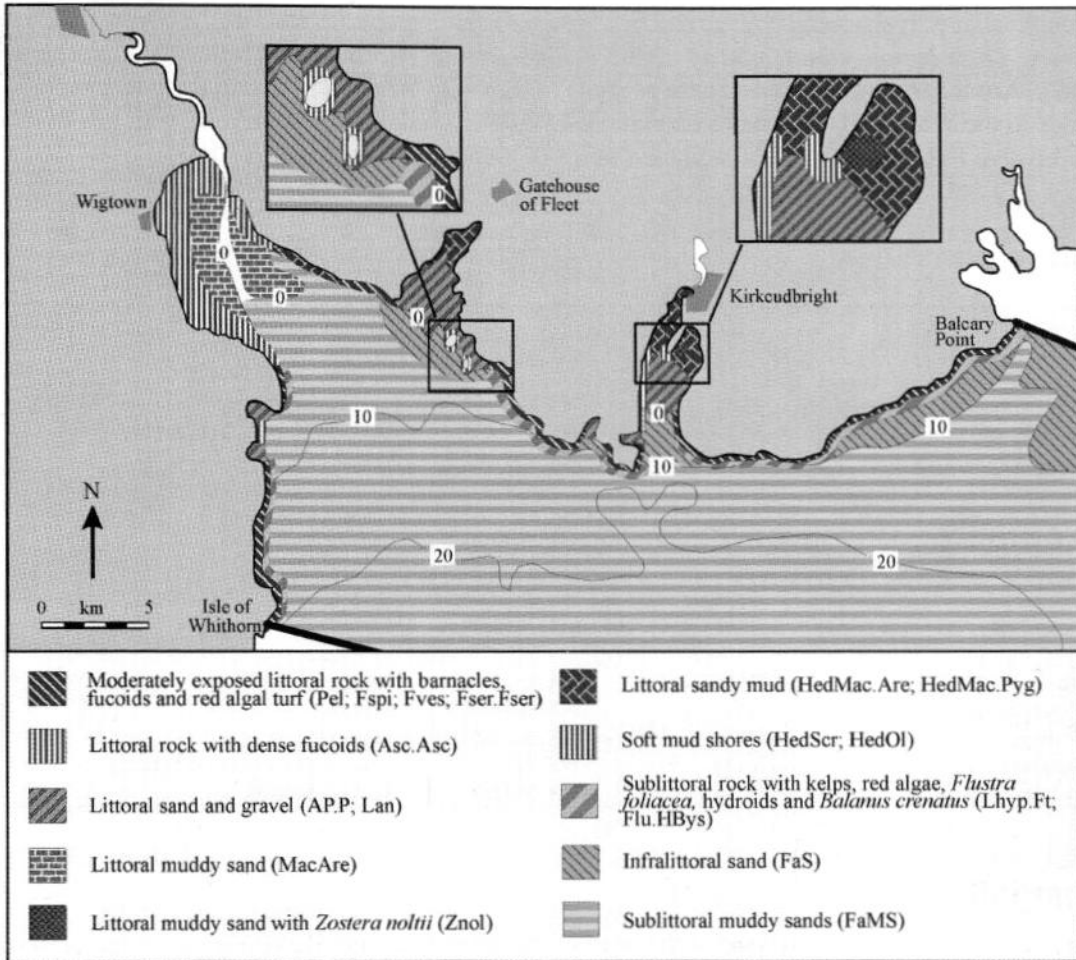 Wigtown
Gatehouse
of Fleet
Kirkcudbright
Balcary
Point
0
0
0
0
0
0
10
10
10
20
20
N
0 km 5
Isle of
Whithorn
Moderately exposed littoral rock with barnacles,
fucoids and red algal turf (Pel; Fspi; Fves; Fser.Fser)
Littoral rock with dense fucoids (Asc.Asc)
Littoral sand and gravel (AP.P; Lan)
Littoral muddy sand (MacAre)
Littoral muddy sand with Zostera noltii (Znol)
Littoral sandy mud (HedMac.Are; HedMac.Pyg)
Soft mud shores (HedScr; HedOl)
Sublittoral rock with kelps, red algae, Flustra
foliacea, hydroids and Balanus crenatus (Lhyp.Ft;
Flu.HBys)
Infralittoral sand (FaS)
Sublittoral muddy sands (FaMS)